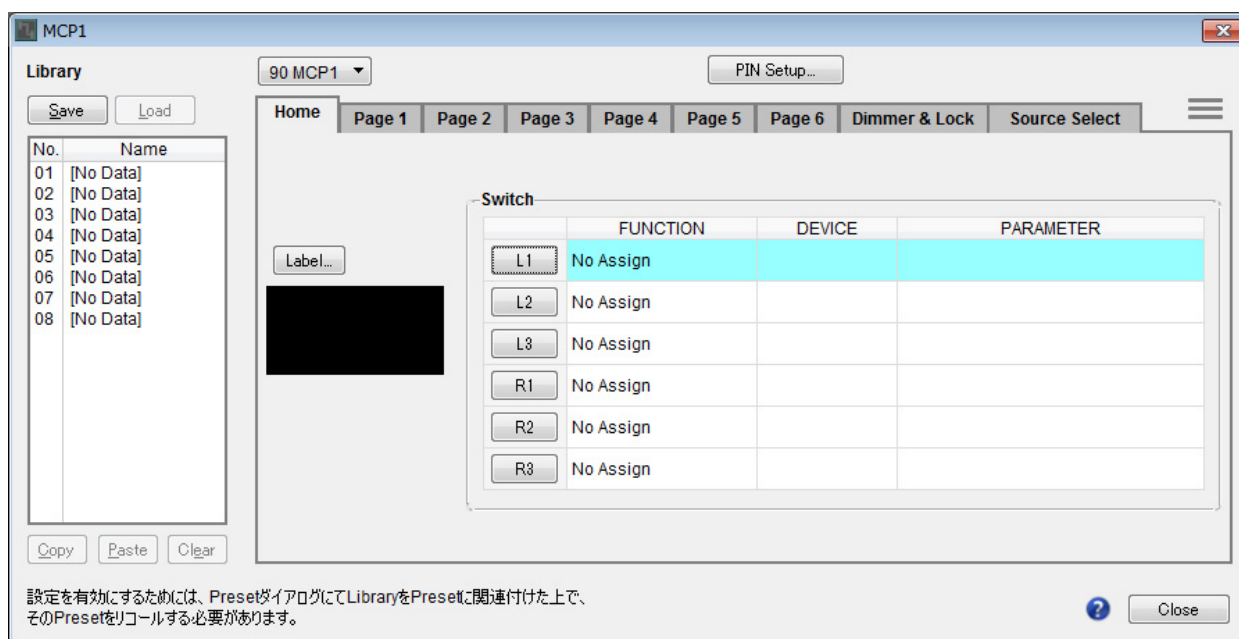 MCP1
Library
90 MCP1
PIN Setup...
Save Load
Home Page 1 Page 2 Page 3 Page 4 Page 5 Page 6 Dimmer & Lock Source Select
No. Name
01 [No Data]
02 [No Data]
03 [No Data]
04 [No Data]
05 [No Data]
06 [No Data]
07 [No Data]
08 [No Data]
Label...
Switch
FUNCTION DEVICE PARAMETER
L1 No Assign
L2 No Assign
L3 No Assign
R1 No Assign
R2 No Assign
R3 No Assign
Copy Paste Clear
設定を有効にするためには、PresetダイアログにてLibraryをPresetに関連付けた上で、
そのPresetをリコールする必要があります。
? Close